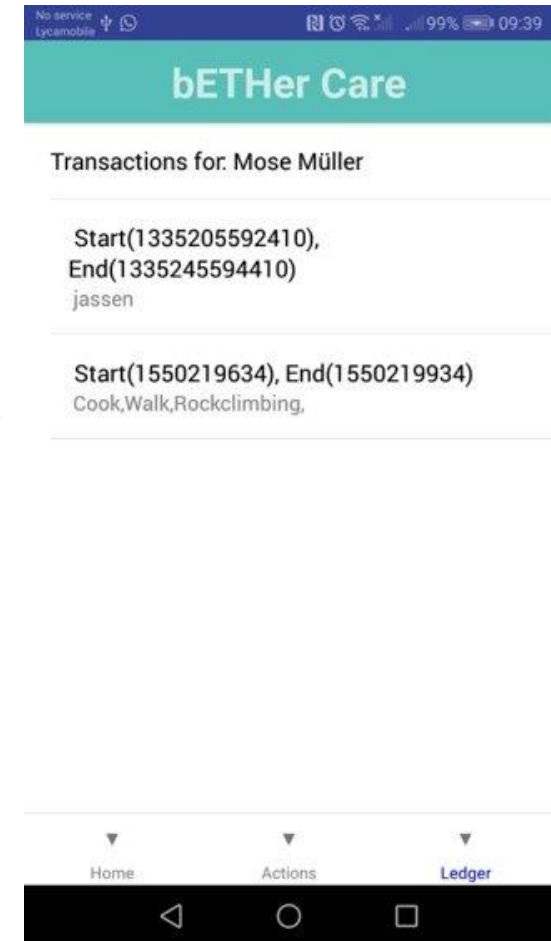 No service
Lycamobile
99% 09:39
bETHer Care
Transactions for: Mose Müller
Start(1335205592410),
End(1335245594410)
jassen
Start(1550219634), End(1550219934)
Cook,Walk,Rockclimbing,
Home Actions Ledger